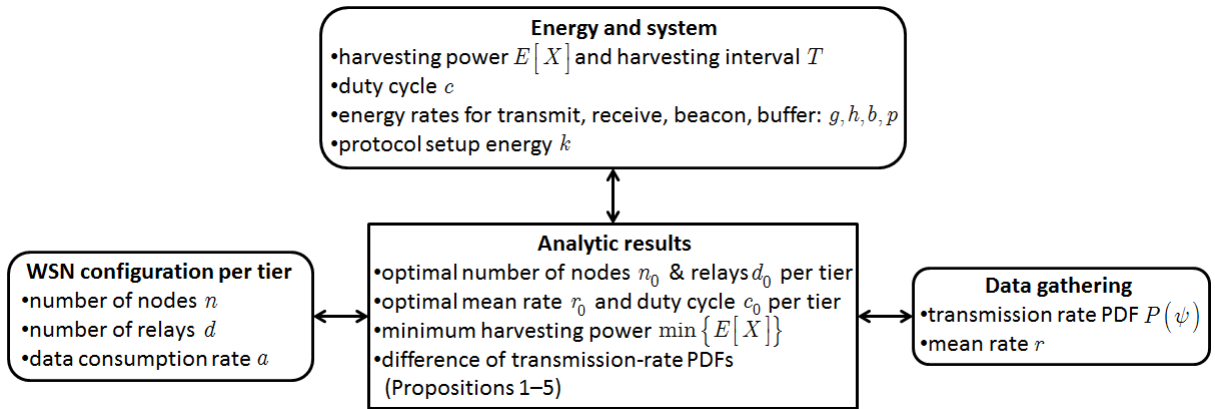 Energy and system
•harvesting power E[X] and harvesting interval T
•duty cycle c
•energy rates for transmit, receive, beacon, buffer: g,h,b,p
•protocol setup energy k
Analytic results
•optimal number of nodes n₀ & relays d₀ per tier
•optimal mean rate r₀ and duty cycle c₀ per tier
•minimum harvesting power min{E[X]}
•difference of transmission-rate PDFs
(Propositions 1–5)
WSN configuration per tier
•number of nodes n
•number of relays d
•data consumption rate a
Data gathering
•transmission rate PDF P(ψ)
•mean rate r